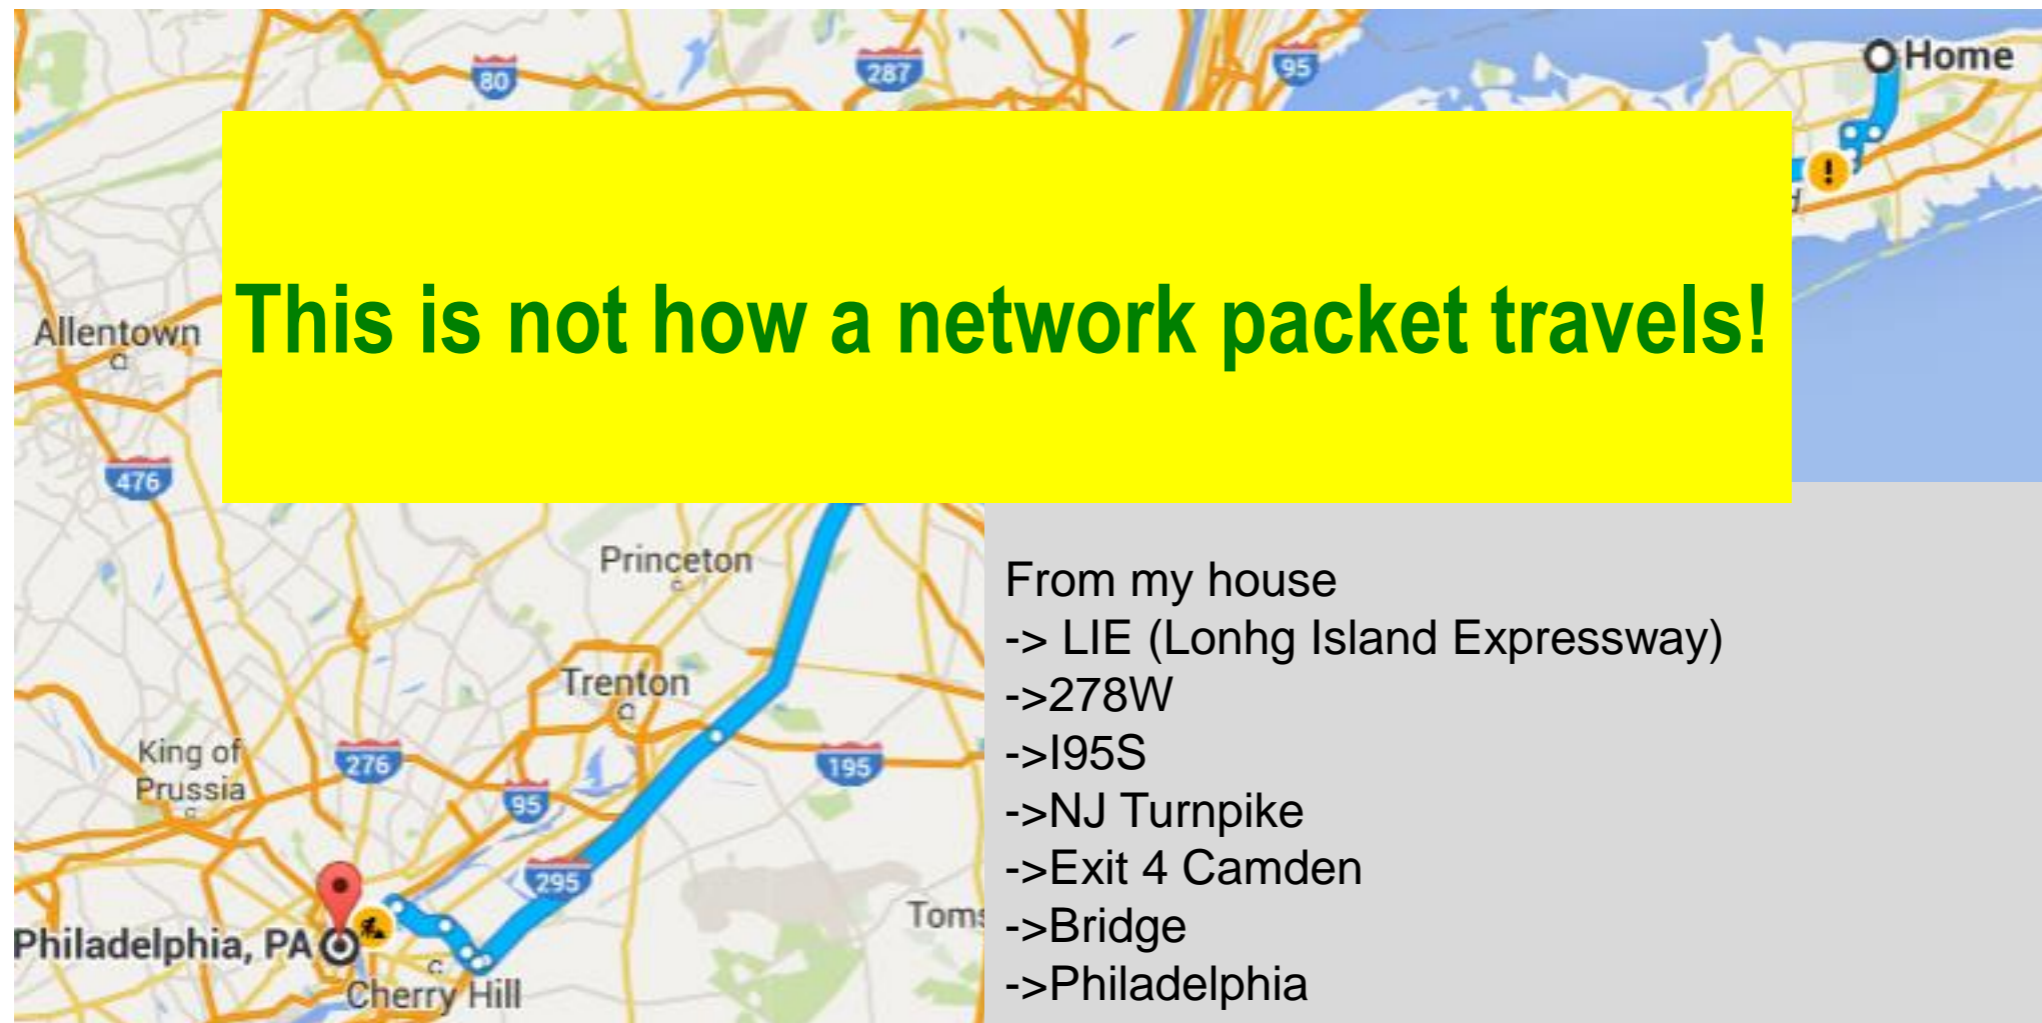 80
287
95
Home
This is not how a network packet travels!
Allentown
476
Princeton
Trenton
King of
Prussia
276
95
195
295
Toms
Philadelphia, PA
Cherry Hill
From my house
-> LIE (Lonhg Island Expressway)
->278W
->I95S
->NJ Turnpike
->Exit 4 Camden
->Bridge
->Philadelphia